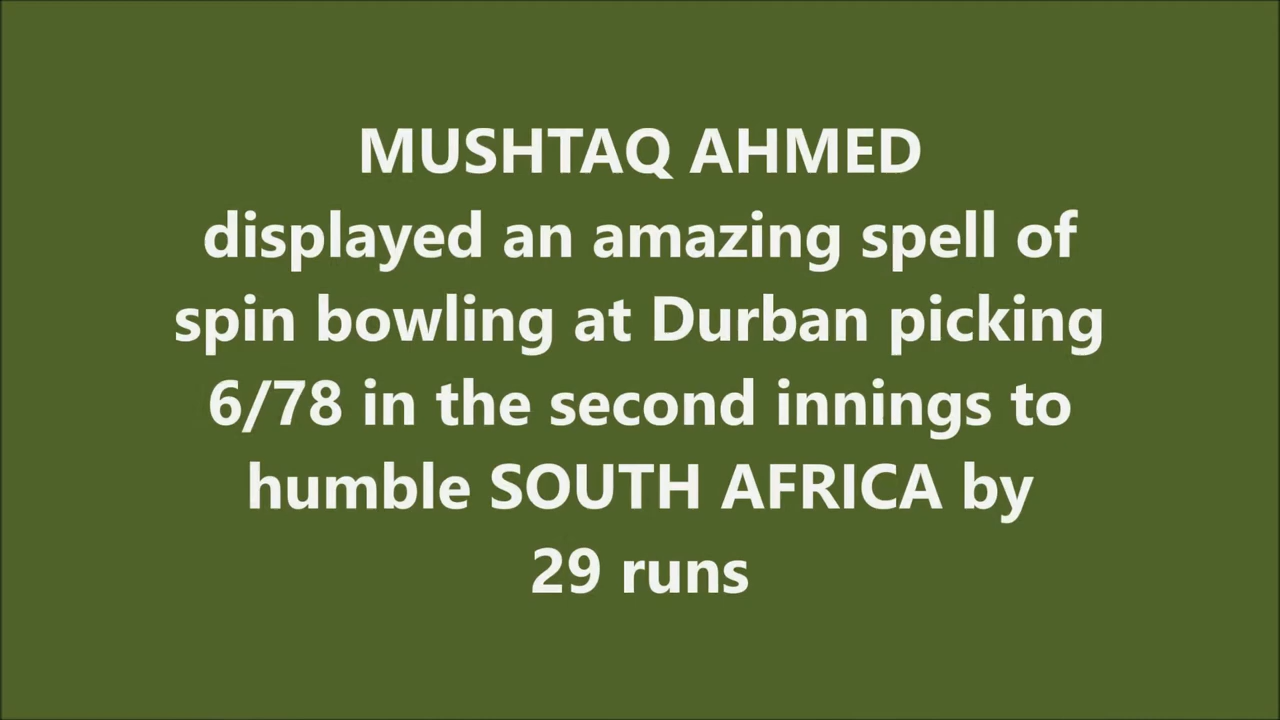 MUSHTAQ AHMED
displayed an amazing spell of
spin bowling at Durban picking
6/78 in the second innings to
humble SOUTH AFRICA by
29 runs